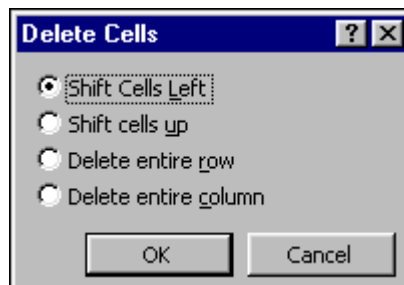 Delete Cells ? ×
Shift Cells Left
Shift cells up
Delete entire row
Delete entire column
OK Cancel